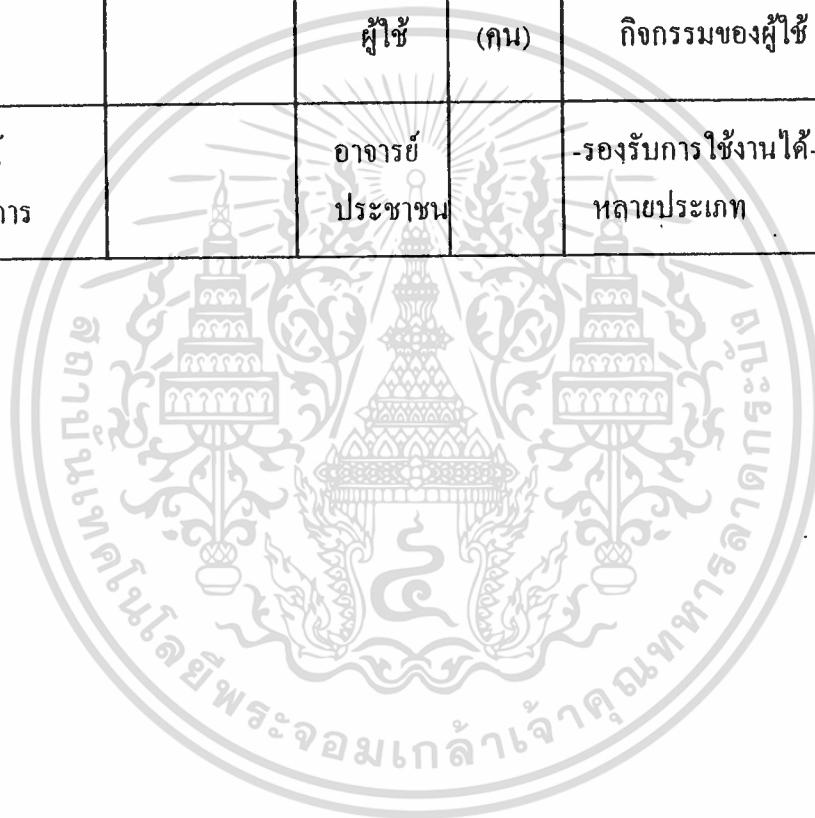 ผู้ใช้ (คน) กิจกรรมของผู้ใช้
อาจารย์ -รองรับการใช้งานได้-
การ ประชาชน หลายประเภท
สถาบันเทคโนโลยีพระจอมเกล้าเจ้าคุณทหารลาดกระบัง
๔